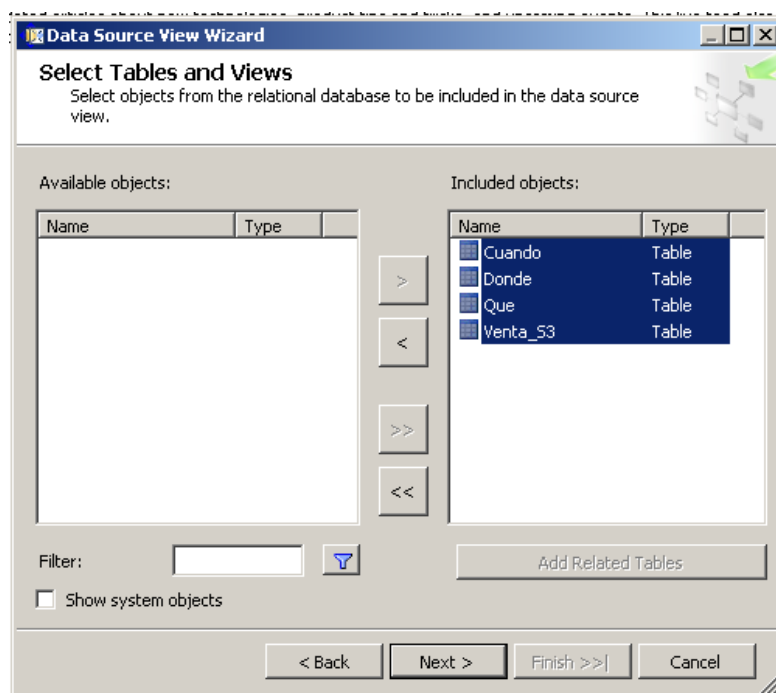 Data Source View Wizard
Select Tables and Views
Select objects from the relational database to be included in the data source
view.
Available objects:
Name Type
Included objects:
Name Type
Cuando Table
Donde Table
Que Table
Venta_S3 Table
>
<
>>
<<
Filter:
Add Related Tables
Show system objects
< Back Next > Finish >>| Cancel